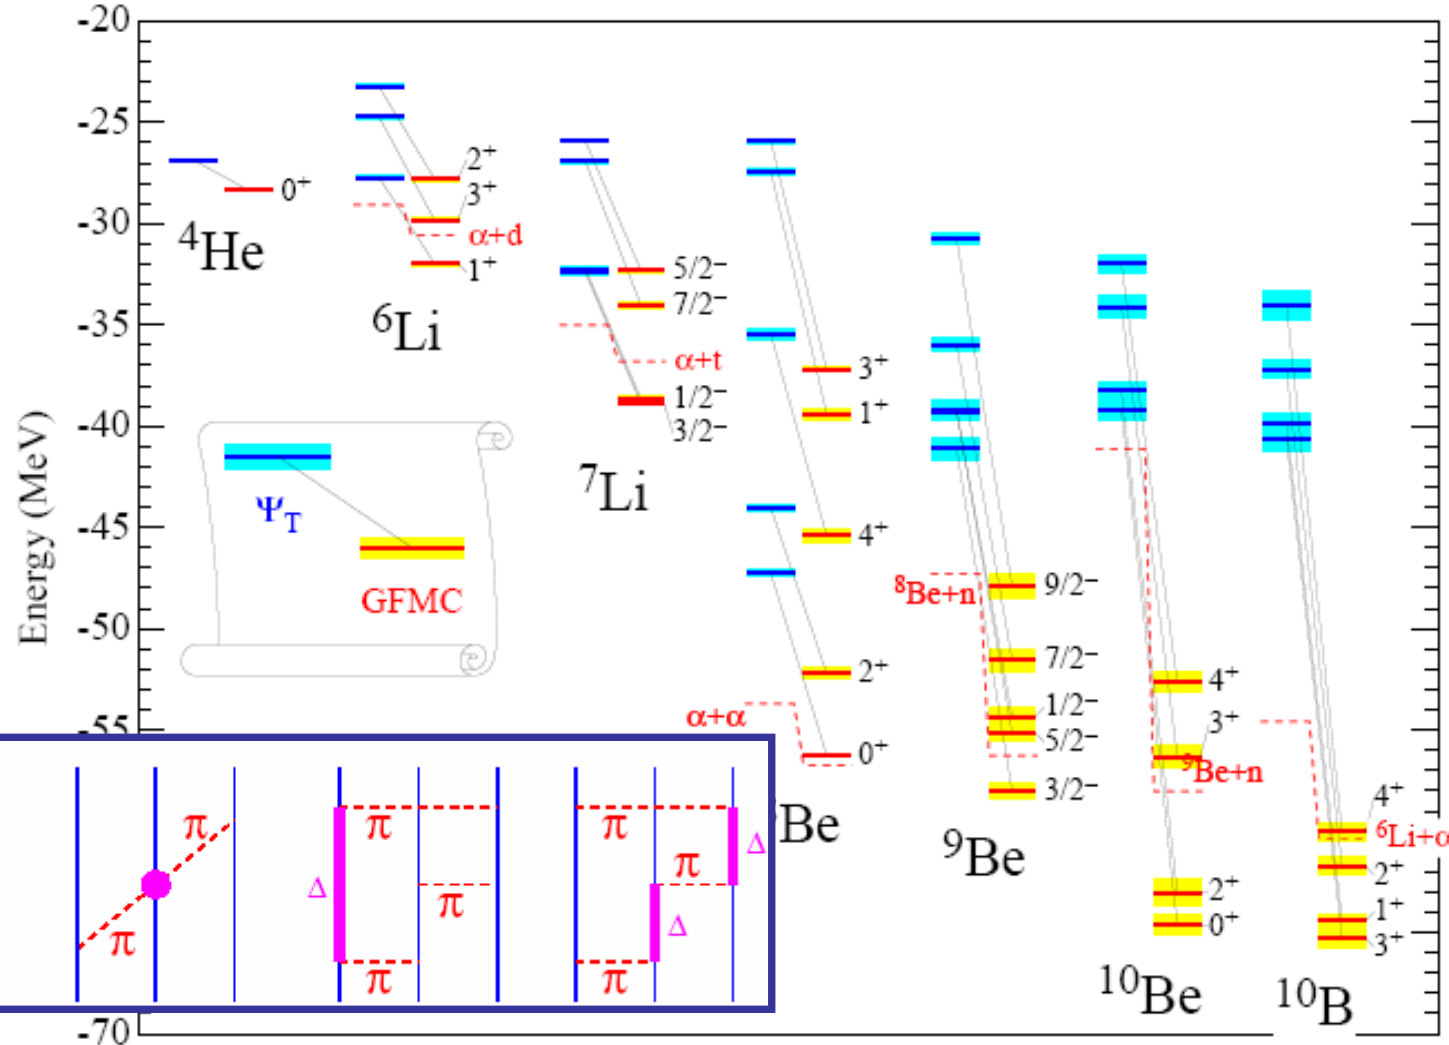 -20
-25
-30
-35
-40
-45
-50
-55
-70
Energy (MeV)
0⁺
⁴He
2⁺
3⁺
α+d
1⁺
⁶Li
5/2⁻
7/2⁻
α+t
1/2⁻
3/2⁻
⁷Li
3⁺
1⁺
4⁺
2⁺
α+α
0⁺
Be
⁸Be+n
9/2⁻
7/2⁻
1/2⁻
5/2⁻
3/2⁻
⁹Be
4⁺
3⁺
⁹Be+n
2⁺
0⁺
¹⁰Be
4⁺
⁶Li+α
2⁺
1⁺
3⁺
¹⁰B
Ψ_T
GFMC
π
π
π
Δ
π
π
π
Δ
π
Δ
π